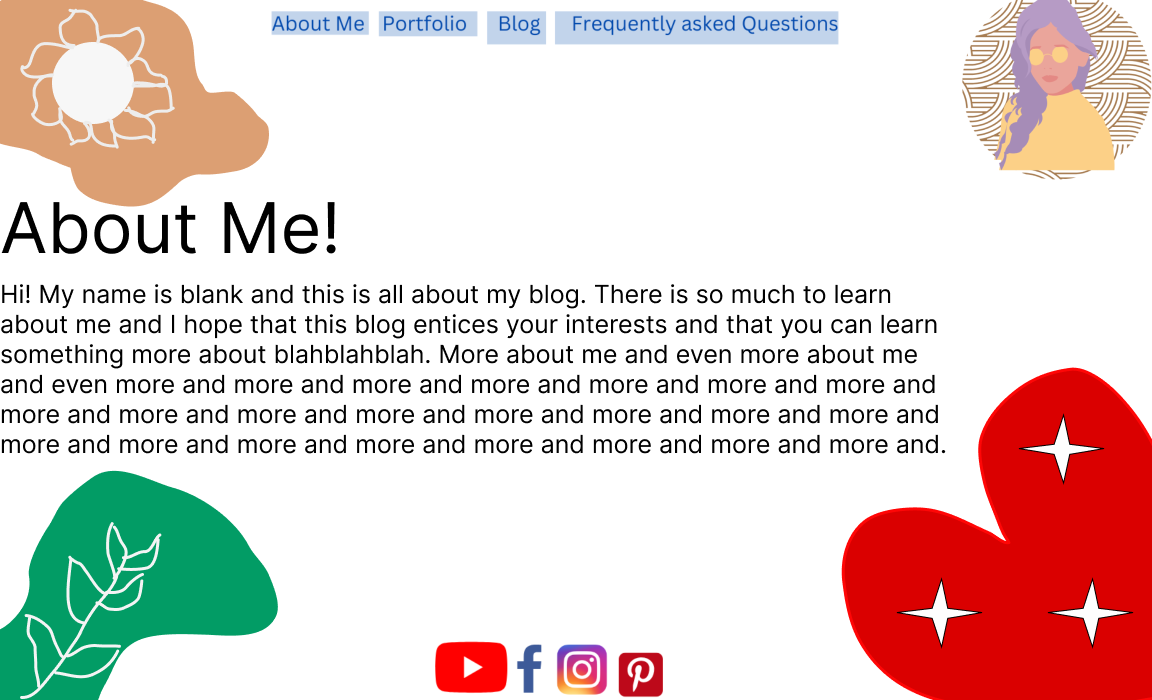 About Me Portfolio Blog Frequently asked Questions
About Me!
Hi! My name is blank and this is all about my blog. There is so much to learn
about me and I hope that this blog entices your interests and that you can learn
something more about blahblahblah. More about me and even more about me
and even more and more and more and more and more and more and more and
more and more and more and more and more and more and more and more and
more and more and more and more and more and more and more and more and.